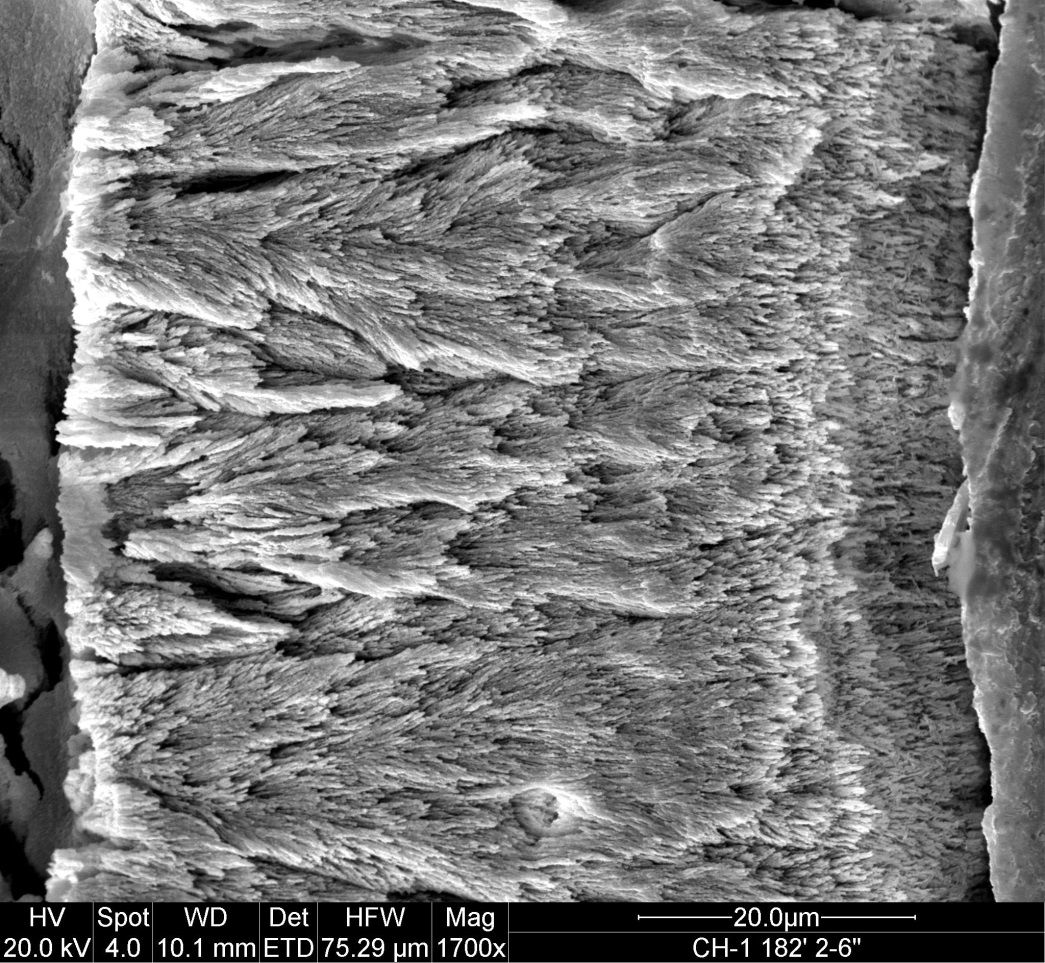 HV Spot WD Det HFW Mag 20.0µm
20.0 kV 4.0 10.1 mm ETD 75.29 µm 1700x CH-1 182' 2-6"